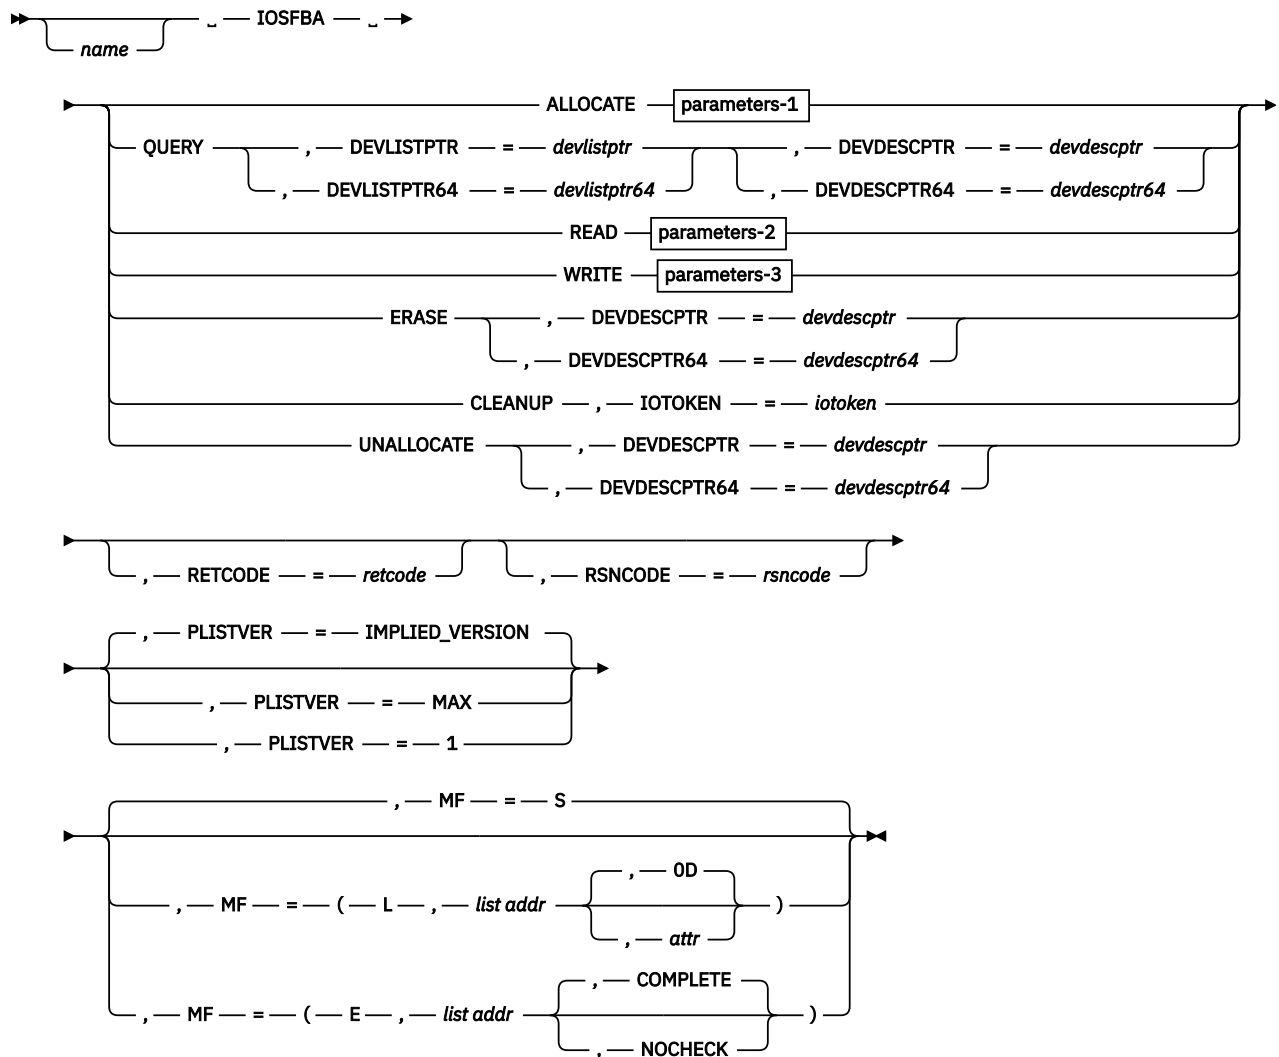 ␣ IOSFBA ␣
name
ALLOCATE parameters-1
QUERY , DEVLISTPTR = devlistptr , DEVDESCPTR = devdescptr
, DEVLISTPTR64 = devlistptr64 , DEVDESCPTR64 = devdescptr64
READ parameters-2
WRITE parameters-3
ERASE , DEVDESCPTR = devdescptr
, DEVDESCPTR64 = devdescptr64
CLEANUP , IOTOKEN = iotoken
UNALLOCATE , DEVDESCPTR = devdescptr
, DEVDESCPTR64 = devdescptr64
, RETCODE = retcode , RSNCODE = rsncode
, PLISTVER = IMPLIED_VERSION
, PLISTVER = MAX
, PLISTVER = 1
, MF = S
, 0D
, MF = ( L , list addr )
, attr
, COMPLETE
, MF = ( E , list addr )
, NOCHECK